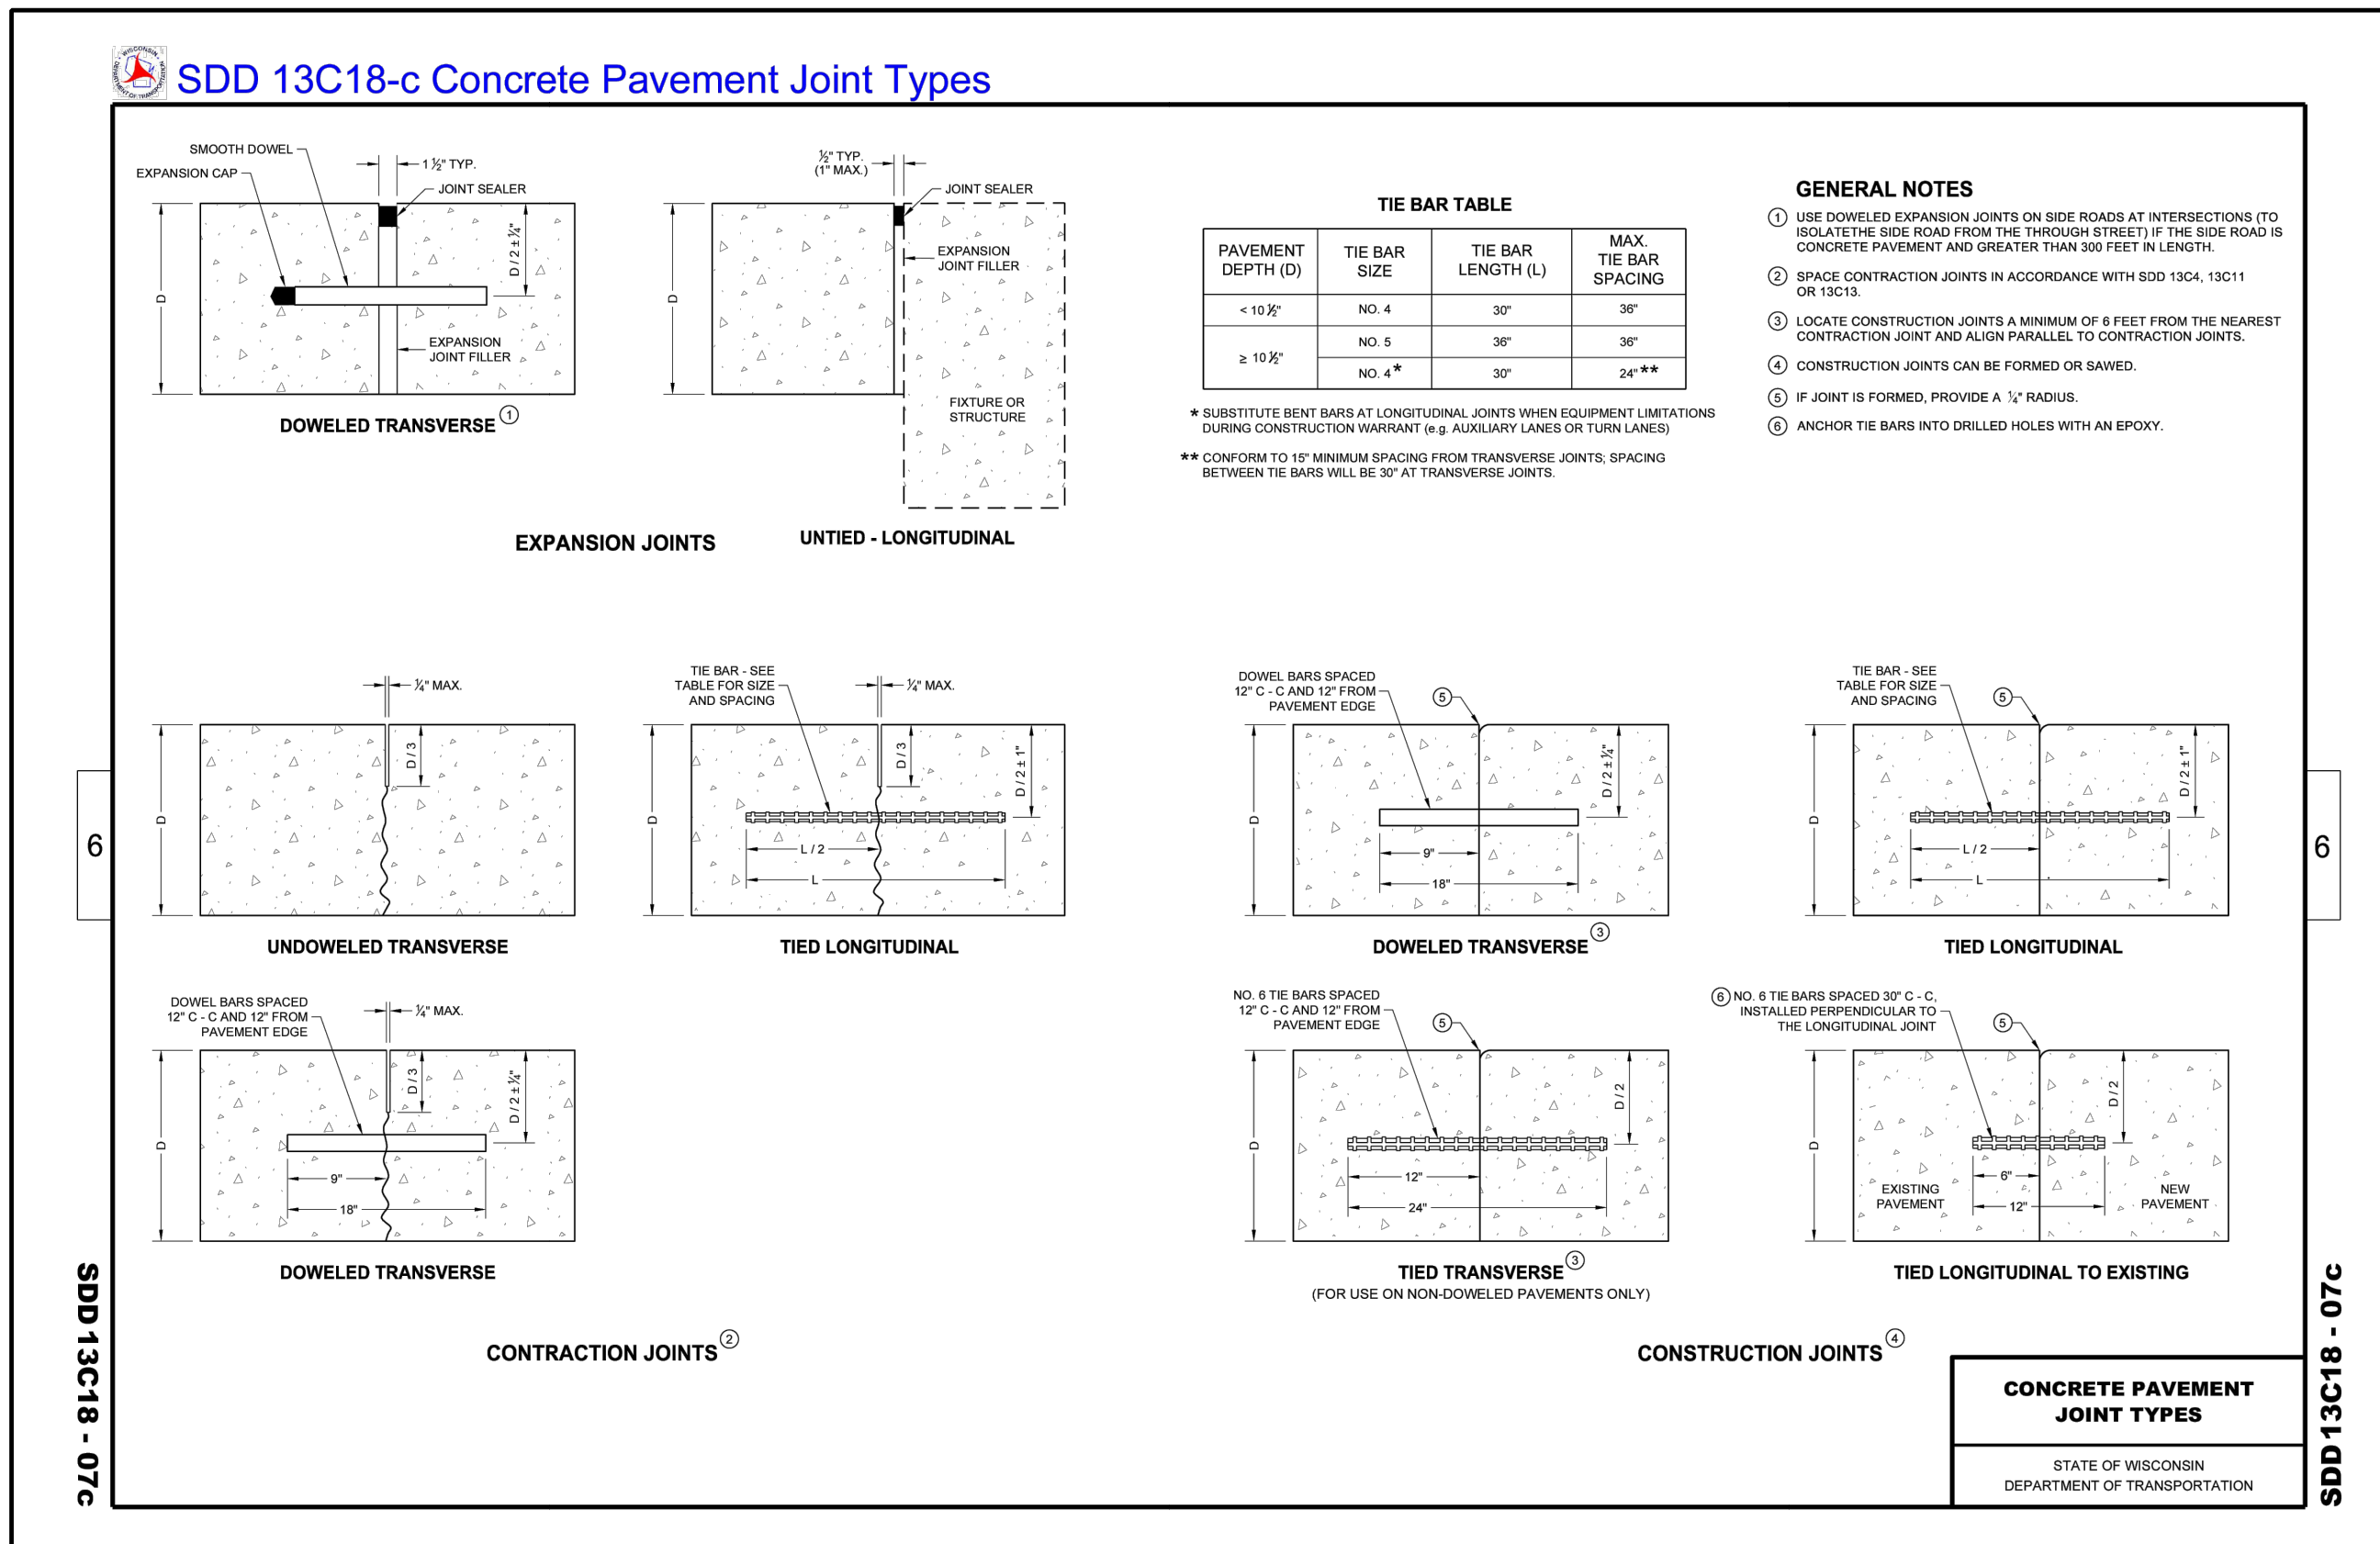 SDD 13C18-c Concrete Pavement Joint Types
SMOOTH DOWEL
EXPANSION CAP
1 ½" TYP.
JOINT SEALER
D
D / 2 ± ¼"
EXPANSION
JOINT FILLER
DOWELED TRANSVERSE ①
½" TYP.
(1" MAX.)
JOINT SEALER
D
EXPANSION
JOINT FILLER
FIXTURE OR
STRUCTURE
UNTIED - LONGITUDINAL
EXPANSION JOINTS
TIE BAR TABLE
PAVEMENT
DEPTH (D)
TIE BAR
SIZE
TIE BAR
LENGTH (L)
MAX.
TIE BAR
SPACING
< 10 ½" NO. 4 30" 36"
≥ 10 ½" NO. 5 36" 36"
NO. 4* 30" 24"**
* SUBSTITUTE BENT BARS AT LONGITUDINAL JOINTS WHEN EQUIPMENT LIMITATIONS
DURING CONSTRUCTION WARRANT (e.g. AUXILIARY LANES OR TURN LANES)
** CONFORM TO 15" MINIMUM SPACING FROM TRANSVERSE JOINTS; SPACING
BETWEEN TIE BARS WILL BE 30" AT TRANSVERSE JOINTS.
GENERAL NOTES
① USE DOWELED EXPANSION JOINTS ON SIDE ROADS AT INTERSECTIONS (TO
ISOLATETHE SIDE ROAD FROM THE THROUGH STREET) IF THE SIDE ROAD IS
CONCRETE PAVEMENT AND GREATER THAN 300 FEET IN LENGTH.
② SPACE CONTRACTION JOINTS IN ACCORDANCE WITH SDD 13C4, 13C11
OR 13C13.
③ LOCATE CONSTRUCTION JOINTS A MINIMUM OF 6 FEET FROM THE NEAREST
CONTRACTION JOINT AND ALIGN PARALLEL TO CONTRACTION JOINTS.
④ CONSTRUCTION JOINTS CAN BE FORMED OR SAWED.
⑤ IF JOINT IS FORMED, PROVIDE A ¼" RADIUS.
⑥ ANCHOR TIE BARS INTO DRILLED HOLES WITH AN EPOXY.
¼" MAX.
D
D / 3
UNDOWELED TRANSVERSE
TIE BAR - SEE
TABLE FOR SIZE
AND SPACING
¼" MAX.
D
D / 3
D / 2 ± 1"
L / 2
L
TIED LONGITUDINAL
DOWEL BARS SPACED
12" C - C AND 12" FROM
PAVEMENT EDGE
⑤
D
D / 2 ± ¼"
9"
18"
DOWELED TRANSVERSE ③
TIE BAR - SEE
TABLE FOR SIZE
AND SPACING
⑤
D
D / 2 ± 1"
L / 2
L
TIED LONGITUDINAL
DOWEL BARS SPACED
12" C - C AND 12" FROM
PAVEMENT EDGE
¼" MAX.
D
D / 3
D / 2 ± ¼"
9"
18"
DOWELED TRANSVERSE
CONTRACTION JOINTS ②
NO. 6 TIE BARS SPACED
12" C - C AND 12" FROM
PAVEMENT EDGE
⑤
D
D / 2
12"
24"
TIED TRANSVERSE ③
(FOR USE ON NON-DOWELED PAVEMENTS ONLY)
⑥ NO. 6 TIE BARS SPACED 30" C - C,
INSTALLED PERPENDICULAR TO
THE LONGITUDINAL JOINT
⑤
D
D / 2
6"
12"
EXISTING
PAVEMENT
NEW
PAVEMENT
TIED LONGITUDINAL TO EXISTING
CONSTRUCTION JOINTS ④
6
6
SDD 13C18 - 07c
SDD 13C18 - 07c
CONCRETE PAVEMENT
JOINT TYPES
STATE OF WISCONSIN
DEPARTMENT OF TRANSPORTATION
WISCONSIN
DEPARTMENT OF TRANSPORTATION